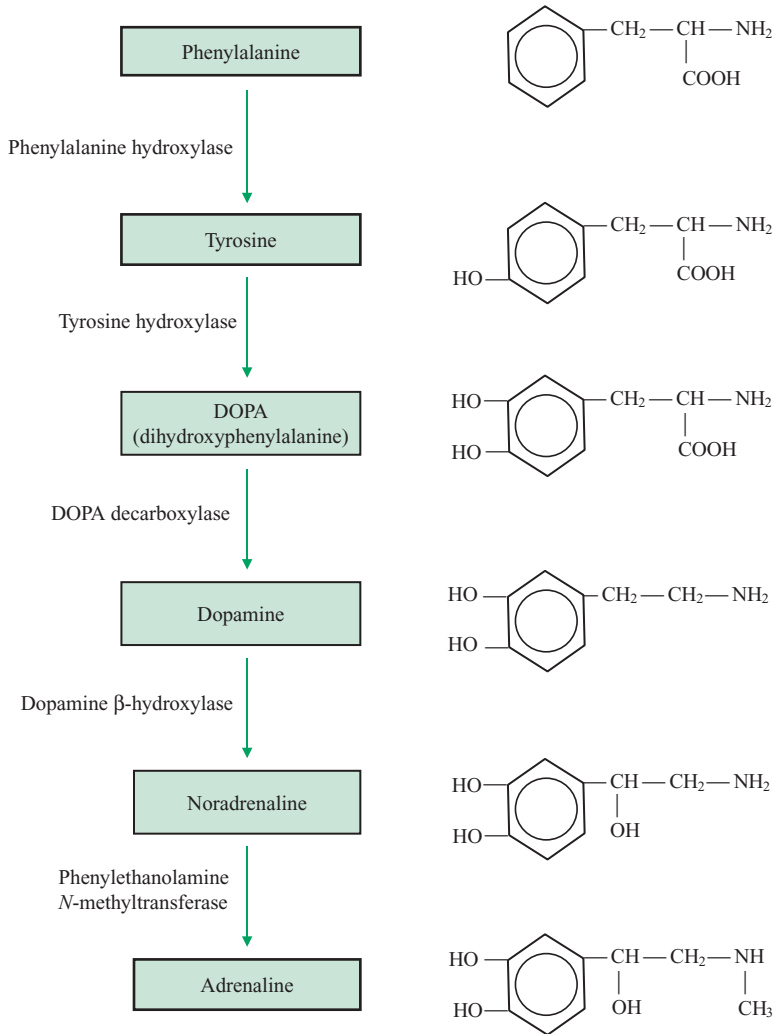 Phenylalanine
CH₂—CH—NH₂
COOH
Phenylalanine hydroxylase
Tyrosine
CH₂—CH—NH₂
COOH
HO
Tyrosine hydroxylase
DOPA
(dihydroxyphenylalanine)
HO
CH₂—CH—NH₂
HO
COOH
DOPA decarboxylase
Dopamine
HO
CH₂—CH₂—NH₂
HO
Dopamine β-hydroxylase
Noradrenaline
HO
CH—CH₂—NH₂
HO
OH
Phenylethanolamine
N-methyltransferase
Adrenaline
HO
CH—CH₂—NH
HO
OH
CH₃